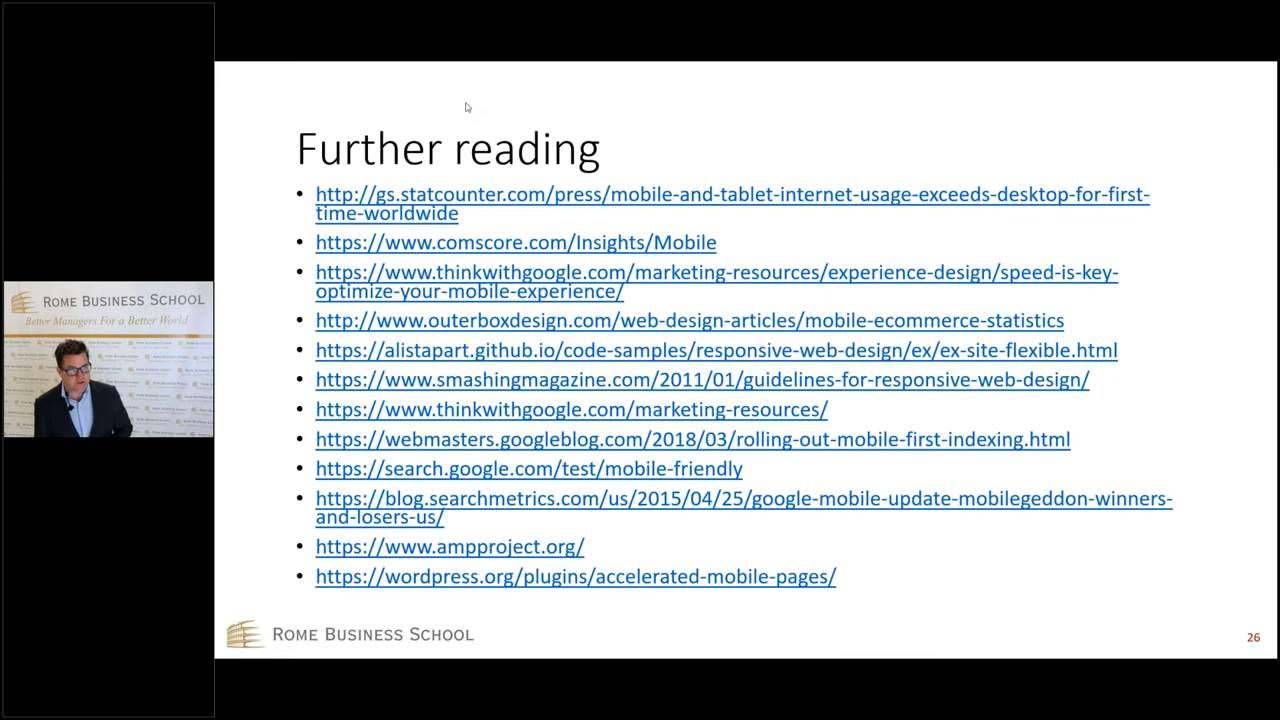 Further reading
• http://gs.statcounter.com/press/mobile-and-tablet-internet-usage-exceeds-desktop-for-first-
time-worldwide
• https://www.comscore.com/Insights/Mobile
• https://www.thinkwithgoogle.com/marketing-resources/experience-design/speed-is-key-
optimize-your-mobile-experience/
• http://www.outerboxdesign.com/web-design-articles/mobile-ecommerce-statistics
• https://alistapart.github.io/code-samples/responsive-web-design/ex/ex-site-flexible.html
• https://www.smashingmagazine.com/2011/01/guidelines-for-responsive-web-design/
• https://www.thinkwithgoogle.com/marketing-resources/
• https://webmasters.googleblog.com/2018/03/rolling-out-mobile-first-indexing.html
• https://search.google.com/test/mobile-friendly
• https://blog.searchmetrics.com/us/2015/04/25/google-mobile-update-mobilegeddon-winners-
and-losers-us/
• https://www.ampproject.org/
• https://wordpress.org/plugins/accelerated-mobile-pages/
ROME BUSINESS SCHOOL
26
ROME BUSINESS SCHOOL
Better Managers For a Better World